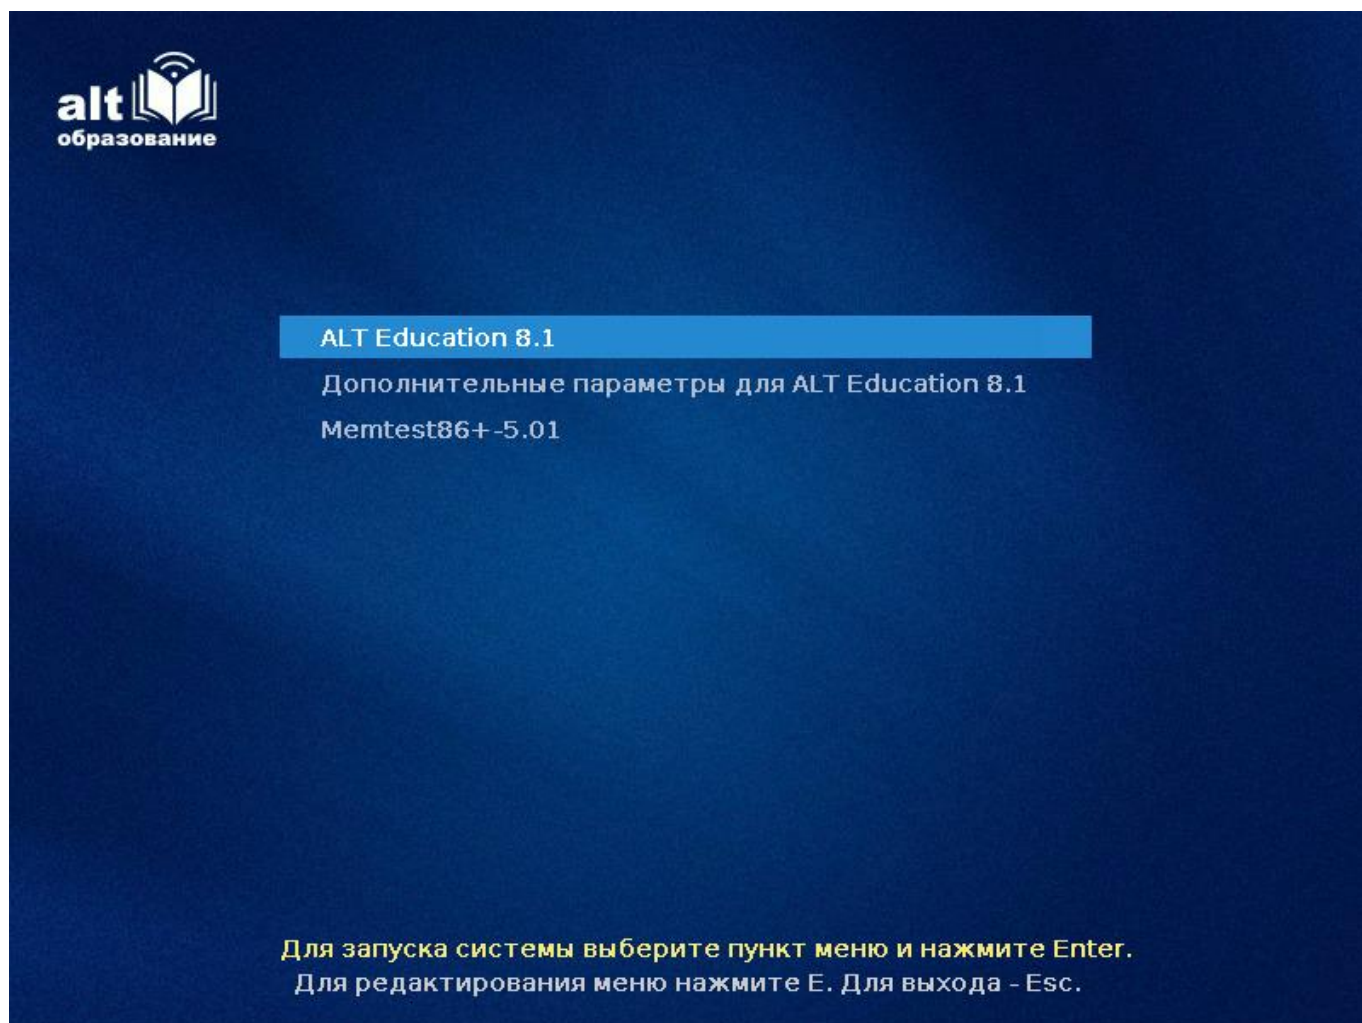 alt
образование
ALT Education 8.1
Дополнительные параметры для ALT Education 8.1
Memtest86+-5.01
Для запуска системы выберите пункт меню и нажмите Enter.
Для редактирования меню нажмите E. Для выхода - Esc.